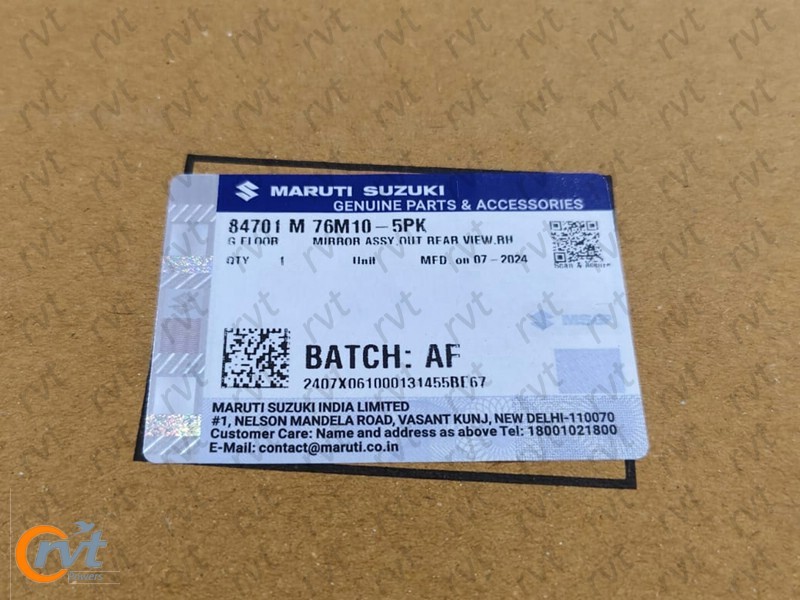 MARUTI SUZUKI
GENUINE PARTS & ACCESSORIES
84701 M 76M10-5PK
G FLOOR MIRROR ASSY,OUT REAR VIEW,RH
QTY 1 Unit MFD on 07-2024
Scan &
BATCH: AF
2407X061000131455BE67
MARUTI SUZUKI INDIA LIMITED
#1, NELSON MANDELA ROAD, VASANT KUNJ, NEW DELHI-110070
Customer Care: Name and address as above Tel: 18001021800
E-Mail: contact@maruti.co.in
rvt